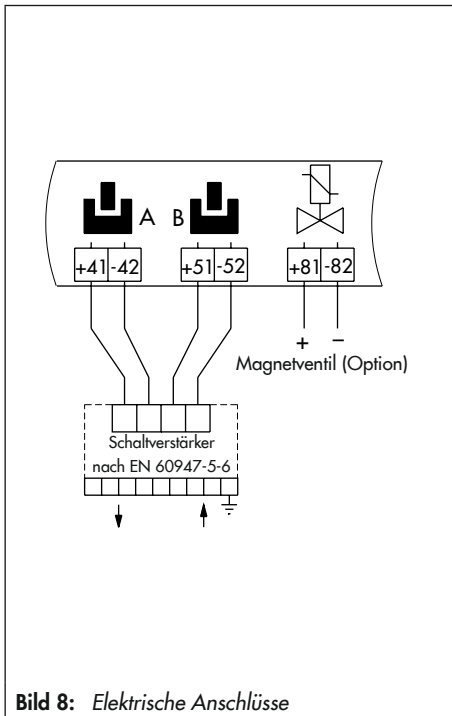 A B
+41 -42 +51 -52 +81 -82
+ −
Magnetventil (Option)
Schaltverstärker
nach EN 60947-5-6
Bild 8: Elektrische Anschlüsse